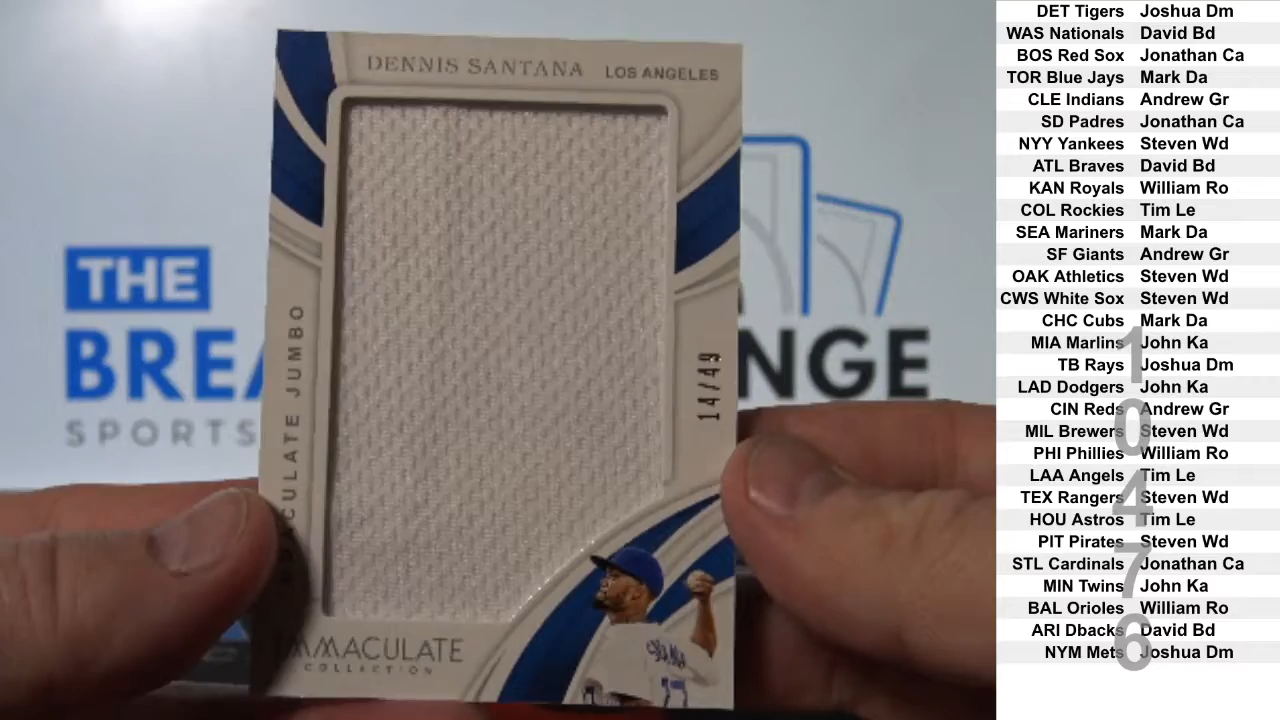 DENNIS SANTANA LOS ANGELES
IMMACULATE JUMBO
14/49
IMMACULATE
COLLECTION
THE
SPORTS
DET Tigers Joshua Dm
WAS Nationals David Bd
BOS Red Sox Jonathan Ca
TOR Blue Jays Mark Da
CLE Indians Andrew Gr
SD Padres Jonathan Ca
NYY Yankees Steven Wd
ATL Braves David Bd
KAN Royals William Ro
COL Rockies Tim Le
SEA Mariners Mark Da
SF Giants Andrew Gr
OAK Athletics Steven Wd
CWS White Sox Steven Wd
CHC Cubs Mark Da
MIA Marlins John Ka
TB Rays Joshua Dm
LAD Dodgers John Ka
CIN Reds Andrew Gr
MIL Brewers Steven Wd
PHI Phillies William Ro
LAA Angels Tim Le
TEX Rangers Steven Wd
HOU Astros Tim Le
PIT Pirates Steven Wd
STL Cardinals Jonathan Ca
MIN Twins John Ka
BAL Orioles William Ro
ARI Dbacks David Bd
NYM Mets Joshua Dm
10476